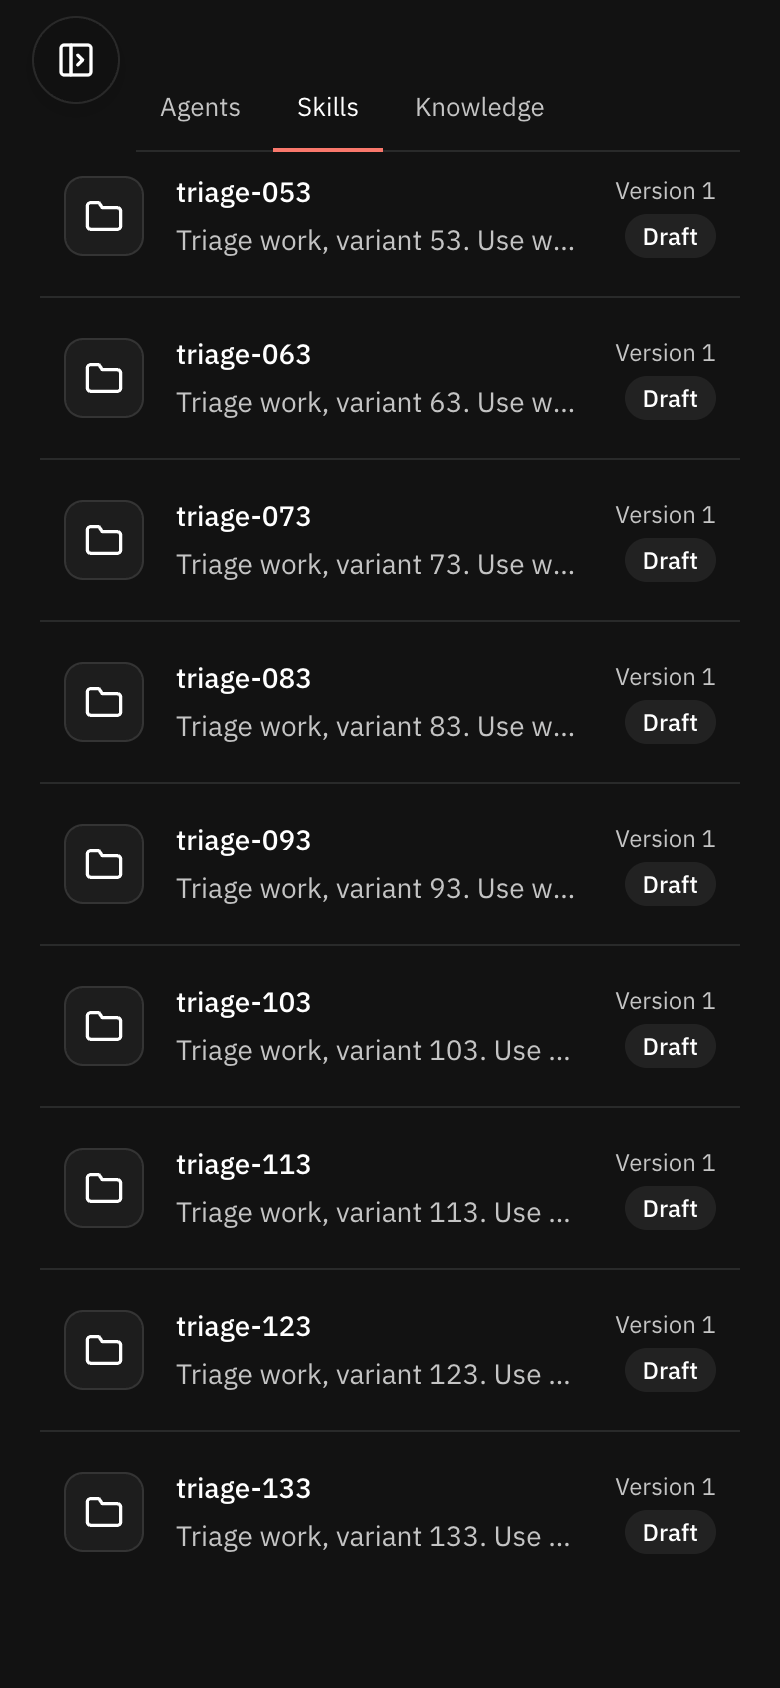 Agents Skills Knowledge
triage-053 Version 1
Triage work, variant 53. Use w... Draft
triage-063 Version 1
Triage work, variant 63. Use w... Draft
triage-073 Version 1
Triage work, variant 73. Use w... Draft
triage-083 Version 1
Triage work, variant 83. Use w... Draft
triage-093 Version 1
Triage work, variant 93. Use w... Draft
triage-103 Version 1
Triage work, variant 103. Use ... Draft
triage-113 Version 1
Triage work, variant 113. Use ... Draft
triage-123 Version 1
Triage work, variant 123. Use ... Draft
triage-133 Version 1
Triage work, variant 133. Use ... Draft